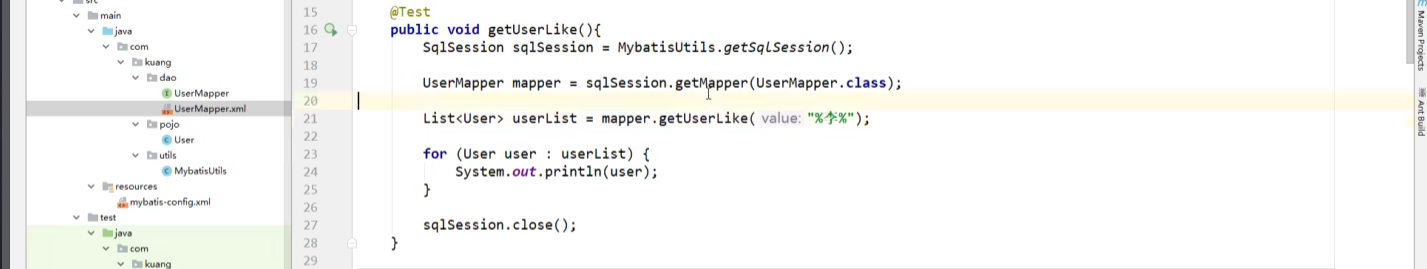 src
main
java
com
kuang
dao
UserMapper
UserMapper.xml
pojo
User
utils
MybatisUtils
resources
mybatis-config.xml
test
java
com
kuang
15 @Test
16 public void getUserLike(){
17 SqlSession sqlSession = MybatisUtils.getSqlSession();
18
19 UserMapper mapper = sqlSession.getMapper(UserMapper.class);
20
21 List<User> userList = mapper.getUserLike( value: "%李%");
22
23 for (User user : userList) {
24 System.out.println(user);
25 }
26
27 sqlSession.close();
28 }
29
Maven Projects
Ant Build